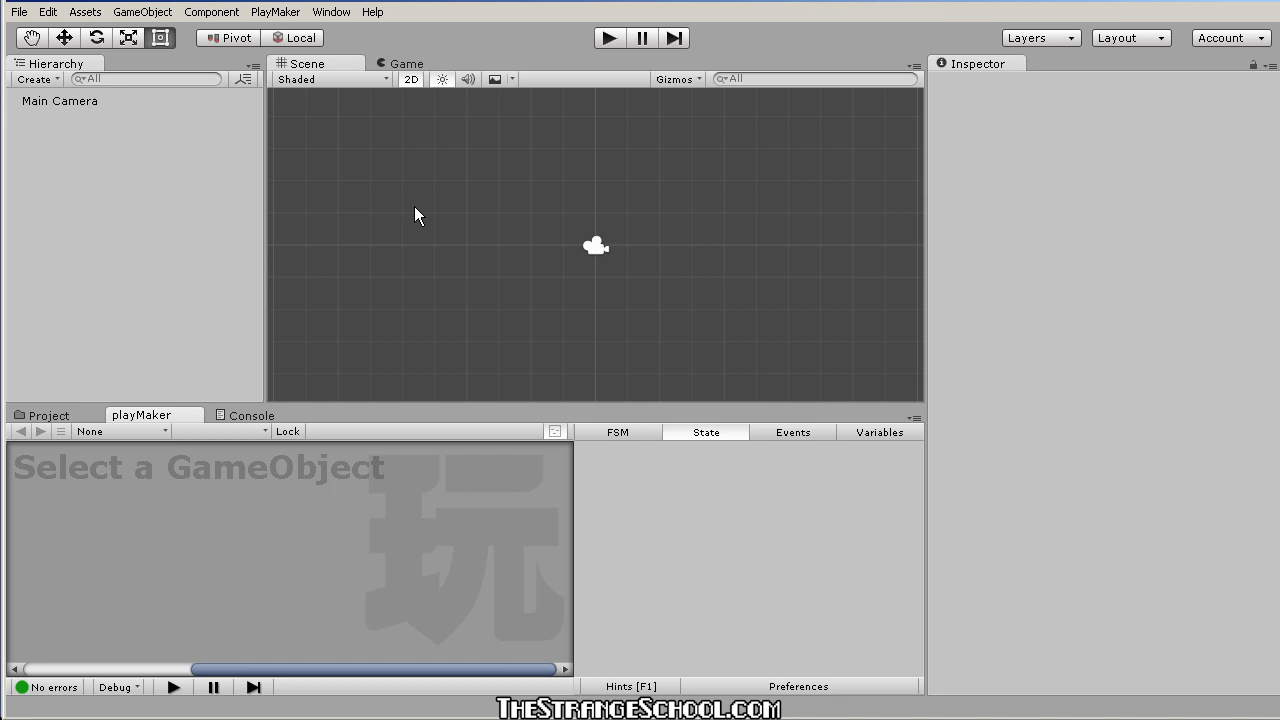 File Edit Assets GameObject Component PlayMaker Window Help
Pivot Local Layers Layout Account
Hierarchy Scene Game Inspector
Create All Shaded 2D Gizmos All
Main Camera
Project playMaker Console
None Lock FSM State Events Variables
Select a GameObject
玩
No errors Debug Hints [F1] Preferences
THESTRANGESCHOOL.COM